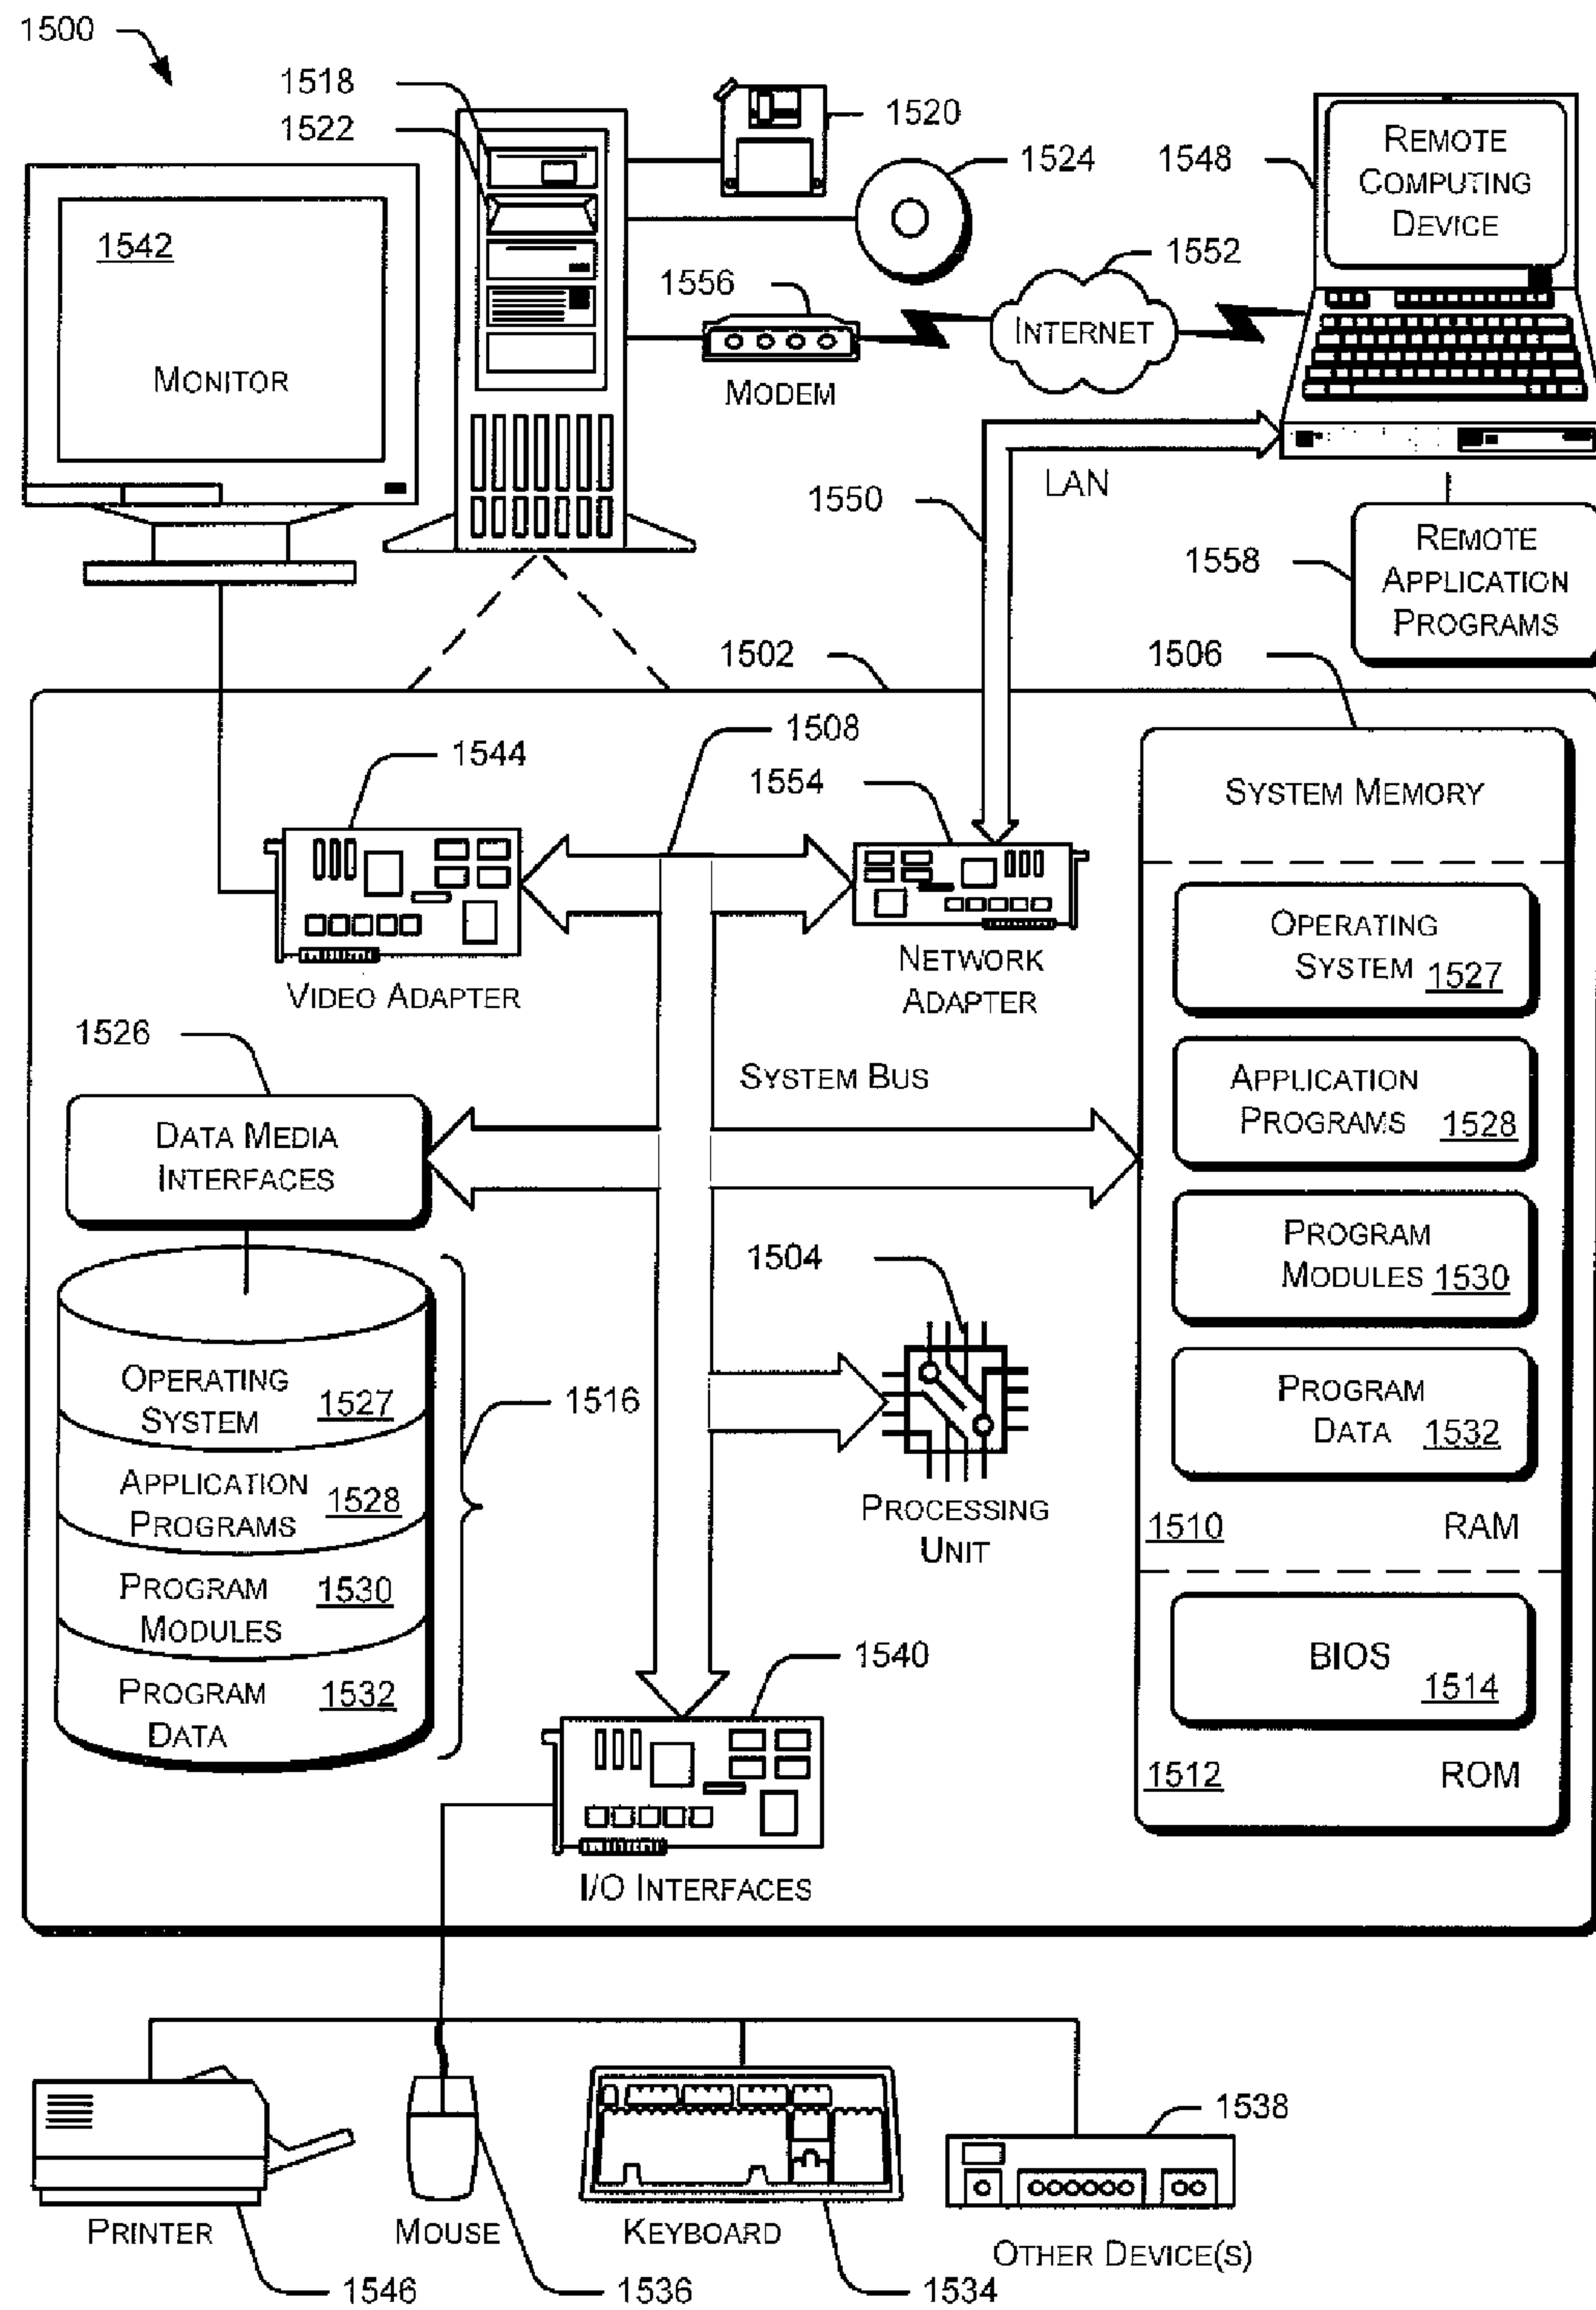 1500
1518
1522
1520
1524
1548
REMOTE
COMPUTING
DEVICE
1542
MONITOR
1556
MODEM
1552
INTERNET
LAN
1550
REMOTE
APPLICATION
PROGRAMS
1558
1502
1506
1508
1544
1554
VIDEO ADAPTER
NETWORK
ADAPTER
SYSTEM MEMORY
OPERATING
SYSTEM 1527
APPLICATION
PROGRAMS 1528
PROGRAM
MODULES 1530
PROGRAM
DATA 1532
1510 RAM
BIOS
1514
1512 ROM
1526
DATA MEDIA
INTERFACES
SYSTEM BUS
1504
PROCESSING
UNIT
OPERATING
SYSTEM 1527
APPLICATION
PROGRAMS 1528
PROGRAM
MODULES 1530
PROGRAM
DATA 1532
1516
1540
I/O INTERFACES
PRINTER
1546
MOUSE
1536
KEYBOARD
1534
1538
OTHER DEVICE(S)